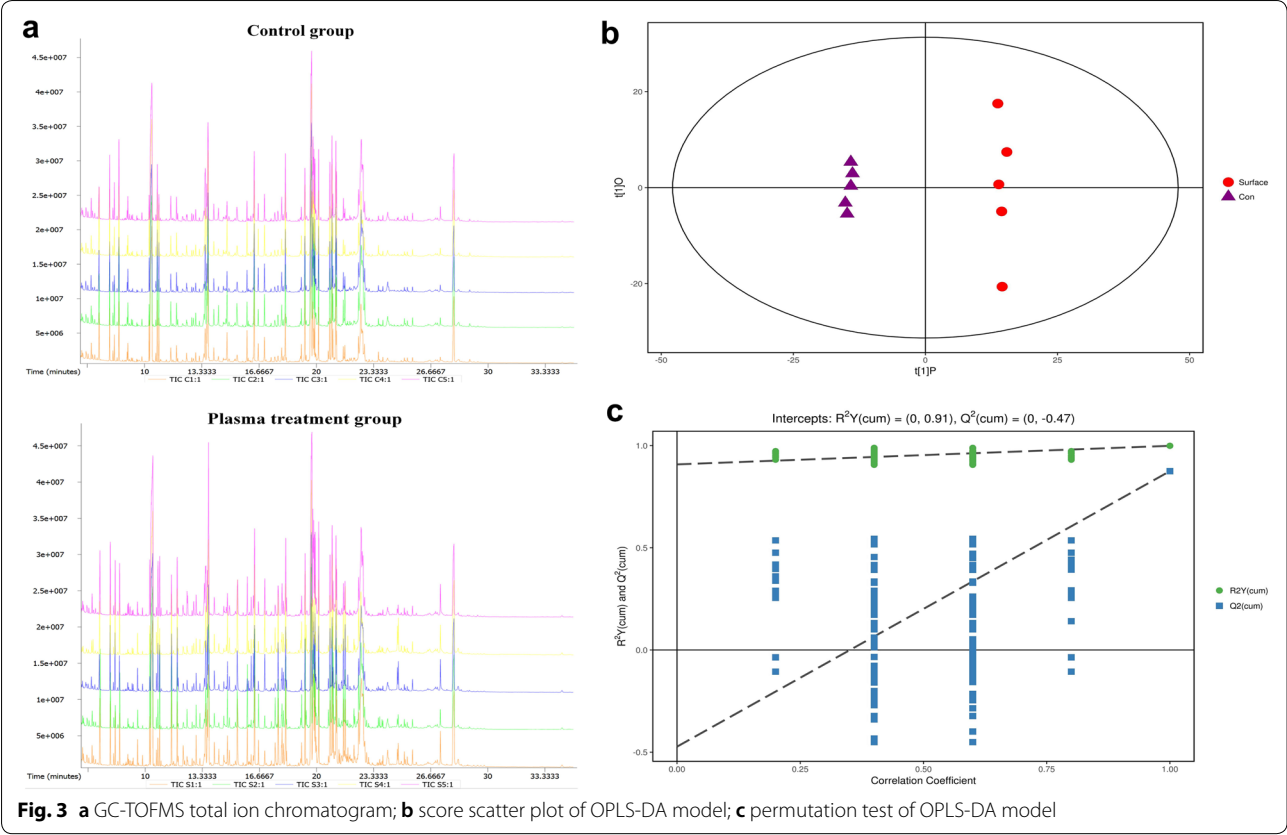 a
Control group
4.5e+007
4e+007
3.5e+007
3e+007
2.5e+007
2e+007
1.5e+007
1e+007
5e+006
Time (minutes)
10 13.3333 16.6667 20 23.3333 26.6667 30 33.3333
TIC C1:1 TIC C2:1 TIC C3:1 TIC C4:1 TIC C5:1
Plasma treatment group
4.5e+007
4e+007
3.5e+007
3e+007
2.5e+007
2e+007
1.5e+007
1e+007
5e+006
Time (minutes)
10 13.3333 16.6667 20 23.3333 26.6667 30 33.3333
TIC S1:1 TIC S2:1 TIC S3:1 TIC S4:1 TIC S5:1
b
20
0
-20
t[1]O
-50 -25 0 25 50
t[1]P
Surface
Con
c
Intercepts: R²Y(cum) = (0, 0.91), Q²(cum) = (0, -0.47)
1.0
0.5
0.0
-0.5
R²Y(cum) and Q²(cum)
0.00 0.25 0.50 0.75 1.00
Correlation Coefficient
R2Y(cum)
Q2(cum)
Fig. 3 a GC-TOFMS total ion chromatogram; b score scatter plot of OPLS-DA model; c permutation test of OPLS-DA model